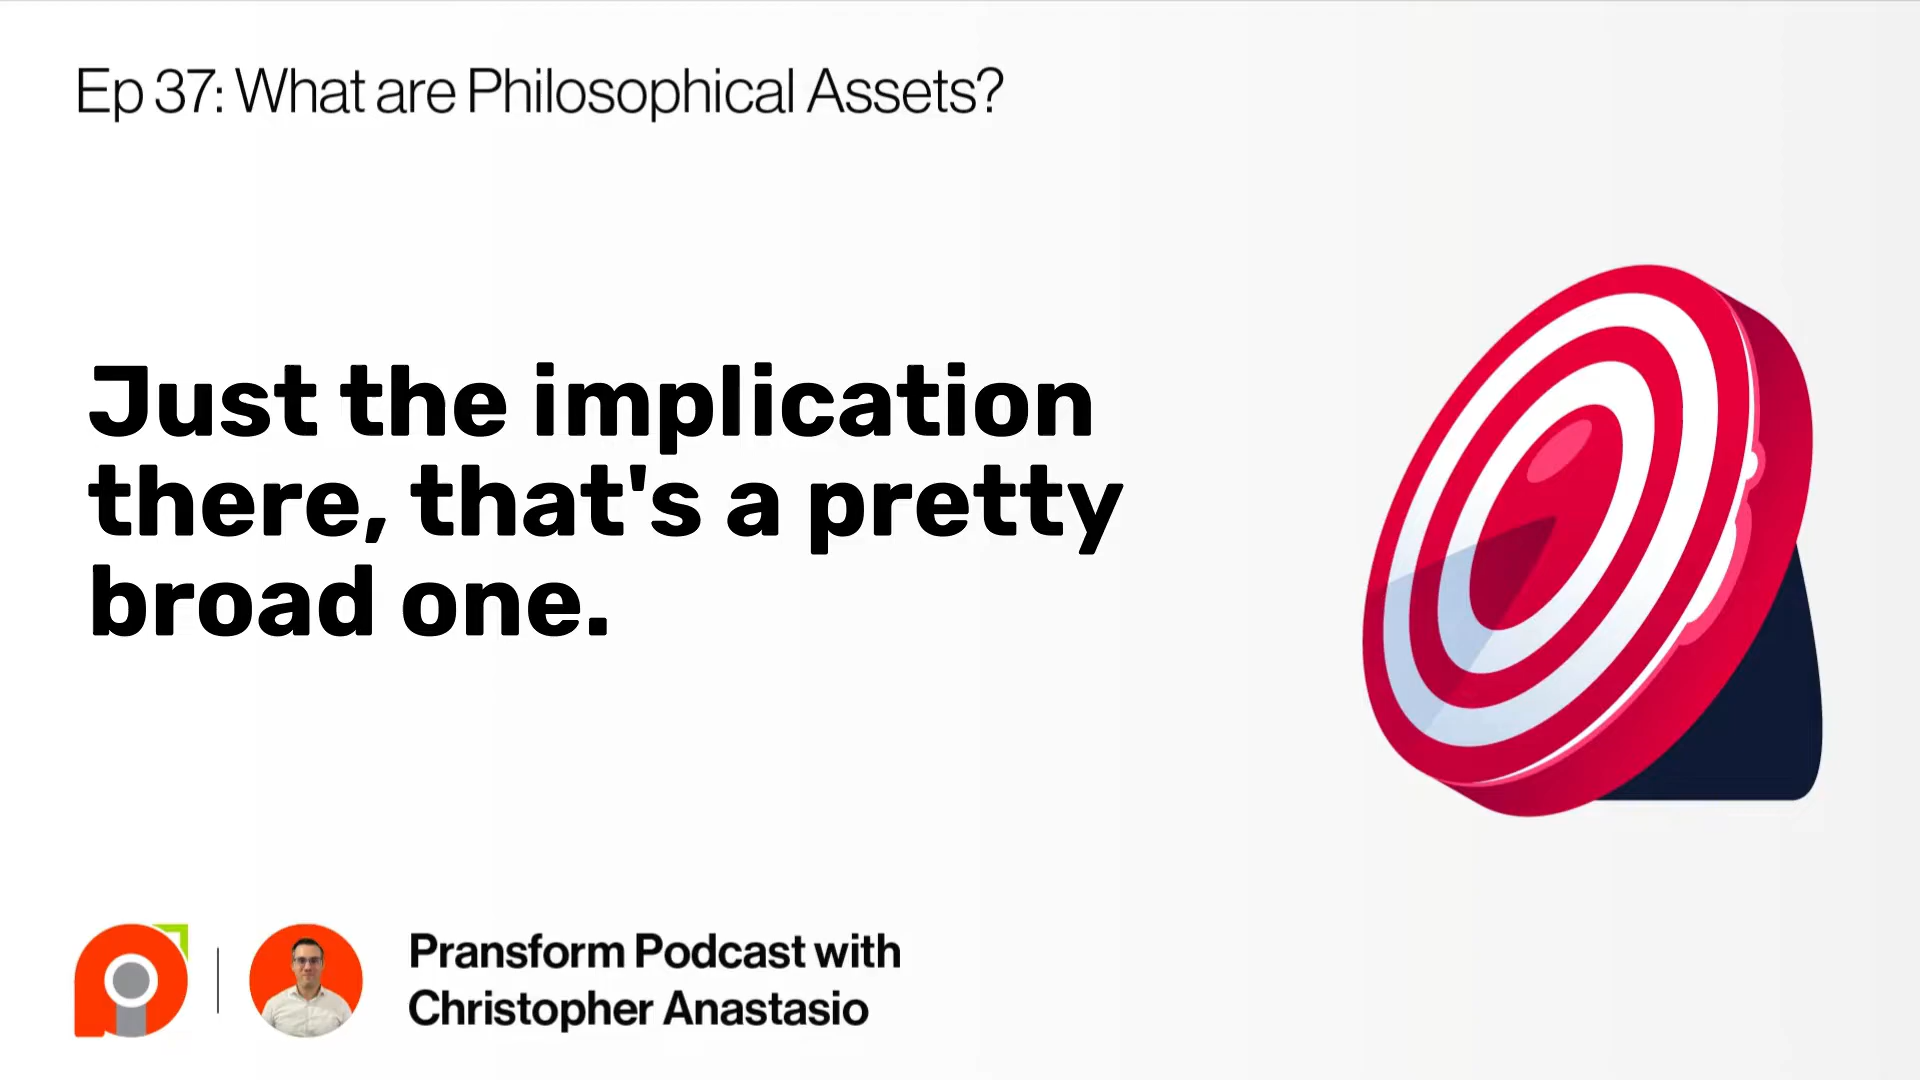 Ep 37: What are Philosophical Assets?
Just the implication
there, that's a pretty
broad one.
Pransform Podcast with
Christopher Anastasio